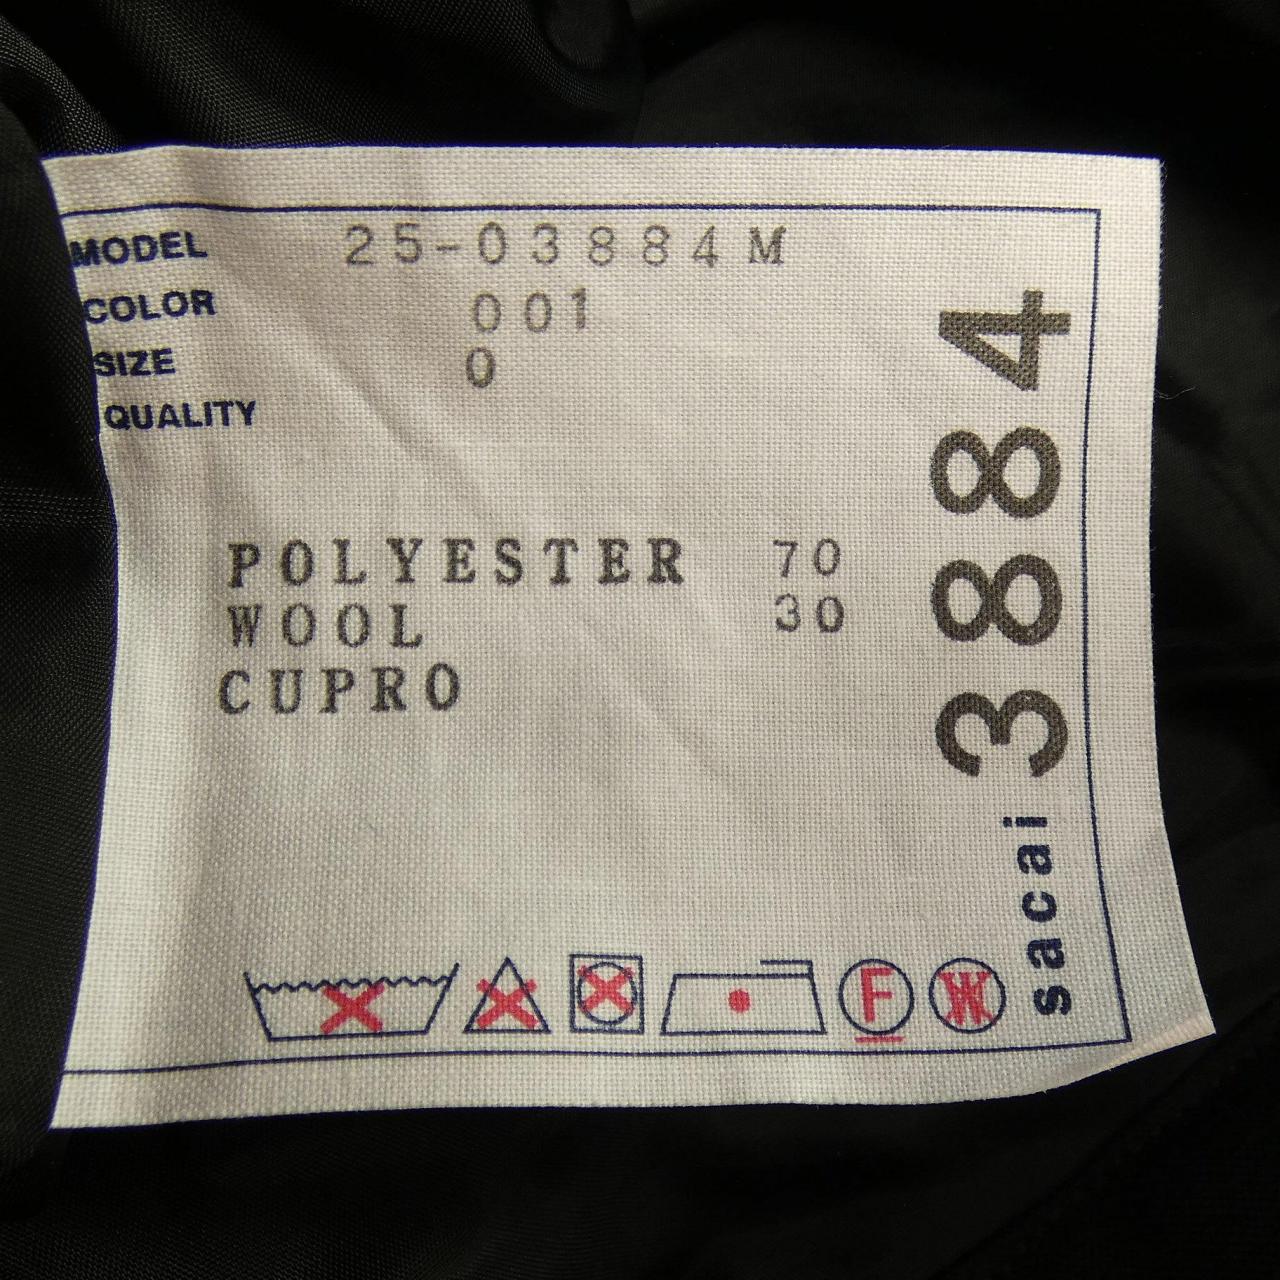 MODEL 25-03884M
COLOR 001
SIZE 0
QUALITY
POLYESTER 70
WOOL 30
CUPRO
F
W
sacai 3884